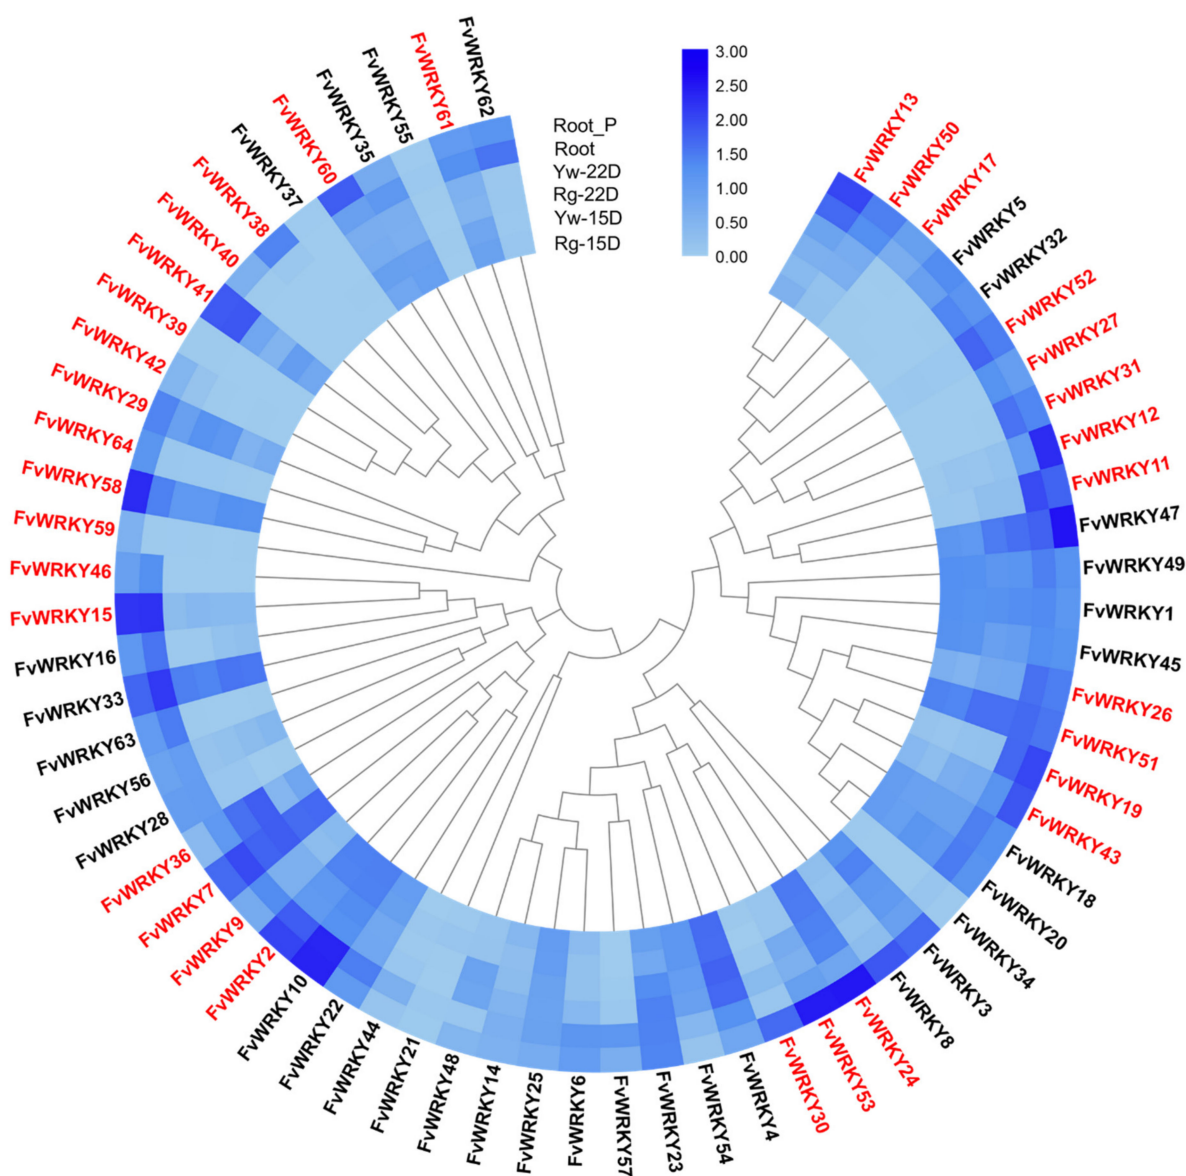 FvWRKY62
FvWRKY61
FvWRKY55
FvWRKY35
FvWRKY60
FvWRKY37
FvWRKY38
FvWRKY40
FvWRKY41
FvWRKY39
FvWRKY42
FvWRKY29
FvWRKY64
FvWRKY58
FvWRKY59
FvWRKY46
FvWRKY15
FvWRKY16
FvWRKY33
FvWRKY63
FvWRKY56
FvWRKY28
FvWRKY36
FvWRKY7
FvWRKY9
FvWRKY2
FvWRKY10
FvWRKY22
FvWRKY44
FvWRKY21
FvWRKY48
FvWRKY14
FvWRKY25
FvWRKY6
FvWRKY57
FvWRKY23
FvWRKY54
FvWRKY4
FvWRKY30
FvWRKY53
FvWRKY24
FvWRKY8
FvWRKY3
FvWRKY34
FvWRKY20
FvWRKY18
FvWRKY43
FvWRKY19
FvWRKY51
FvWRKY26
FvWRKY45
FvWRKY1
FvWRKY49
FvWRKY47
FvWRKY11
FvWRKY12
FvWRKY31
FvWRKY27
FvWRKY52
FvWRKY32
FvWRKY5
FvWRKY17
FvWRKY50
FvWRKY13
Root_P
Root
Yw-22D
Rg-22D
Yw-15D
Rg-15D
3.00
2.50
2.00
1.50
1.00
0.50
0.00